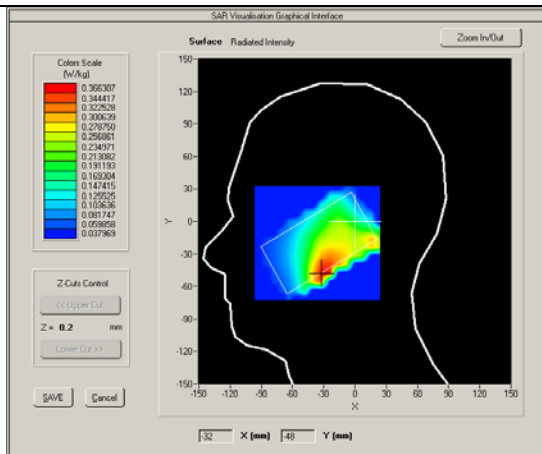 SAR Visualisation Graphical Interface
Surface Radiated Intensity
Zoom In/Out
Colors Scale
(W/kg)
0.366307
0.344417
0.322528
0.300639
0.278750
0.256861
0.234971
0.213082
0.191193
0.169304
0.147415
0.125525
0.103636
0.081747
0.059858
0.037969
Z-Cuts Control
<< Upper Cut
Z = 0.2 mm
Lower Cut >>
SAVE Cancel
150
120
90
60
30
0
-30
-60
-90
-120
-150
Y
-150 -120 -90 -60 -30 0 30 60 90 120 150
X
-32 X (mm) -48 Y (mm)